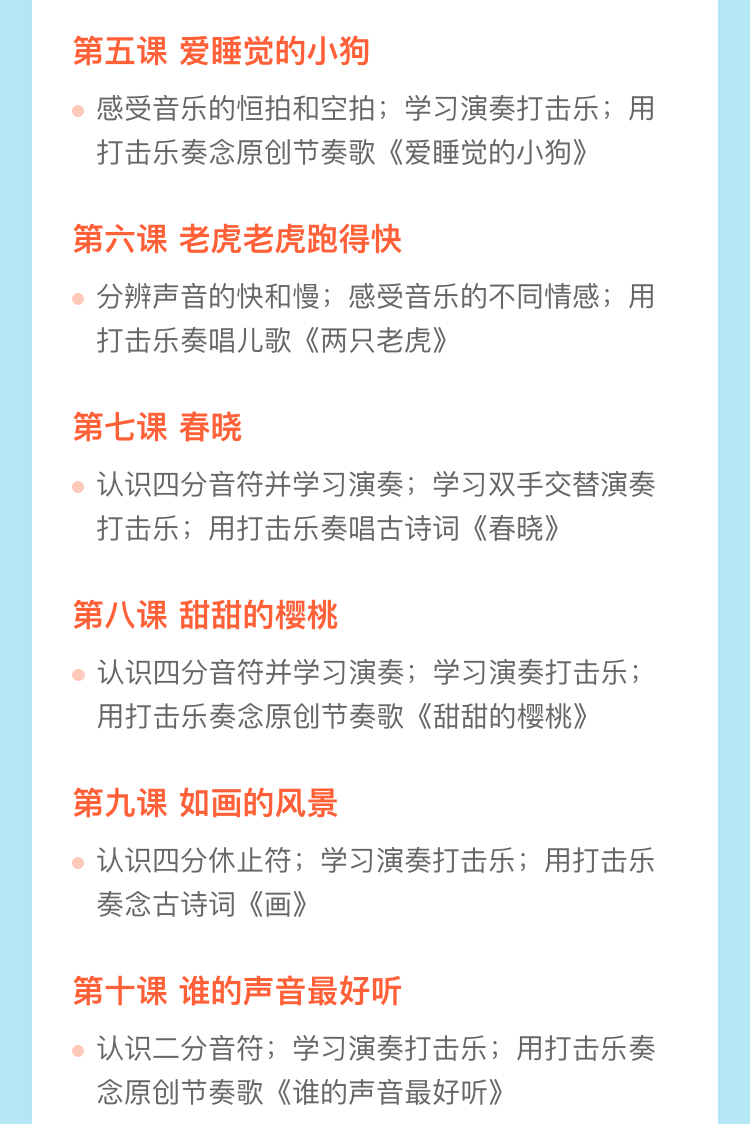 第五课 爱睡觉的小狗
感受音乐的恒拍和空拍；学习演奏打击乐；用
打击乐奏念原创节奏歌《爱睡觉的小狗》
第六课 老虎老虎跑得快
分辨声音的快和慢；感受音乐的不同情感；用
打击乐奏唱儿歌《两只老虎》
第七课 春晓
认识四分音符并学习演奏；学习双手交替演奏
打击乐；用打击乐奏唱古诗词《春晓》
第八课 甜甜的樱桃
认识四分音符并学习演奏；学习演奏打击乐；
用打击乐奏念原创节奏歌《甜甜的樱桃》
第九课 如画的风景
认识四分休止符；学习演奏打击乐；用打击乐
奏念古诗词《画》
第十课 谁的声音最好听
认识二分音符；学习演奏打击乐；用打击乐奏
念原创节奏歌《谁的声音最好听》